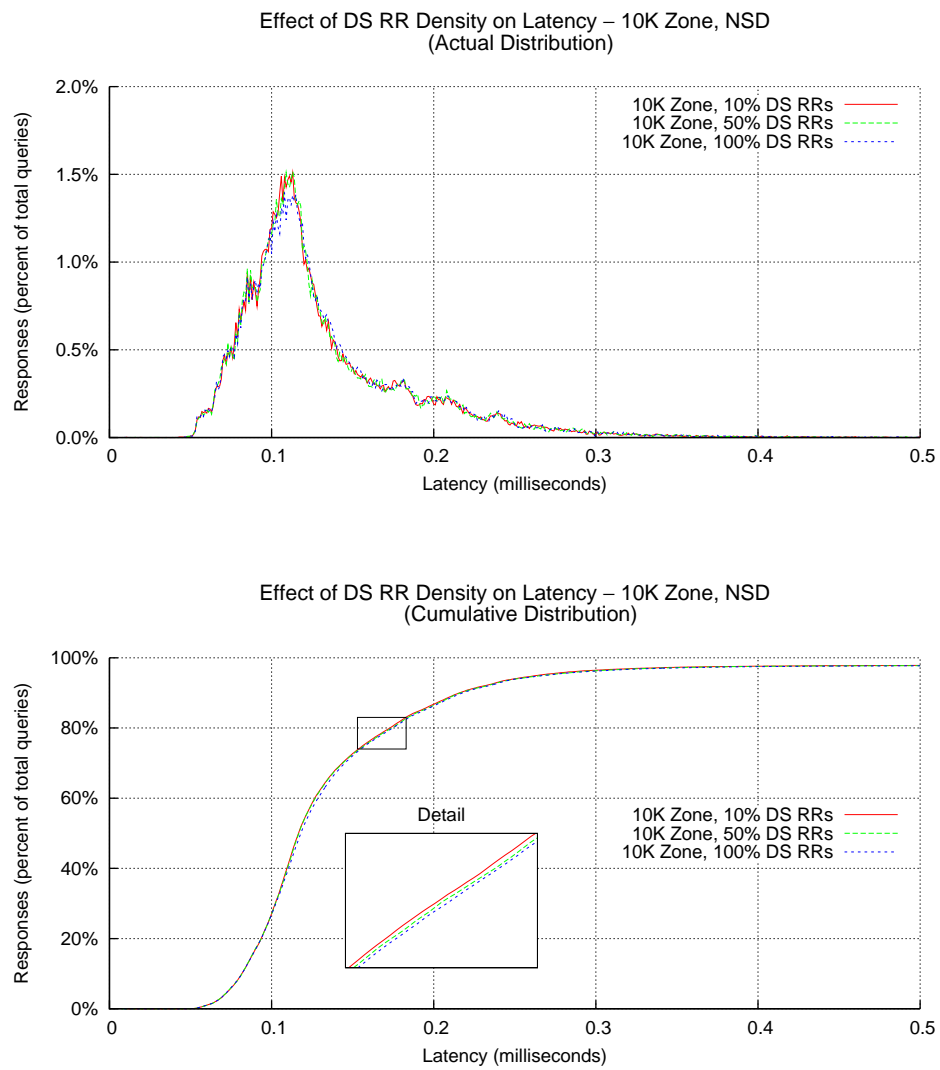 Effect of DS RR Density on Latency – 10K Zone, NSD
(Actual Distribution)
2.0%
1.5%
1.0%
0.5%
0.0%
Responses (percent of total queries)
10K Zone, 10% DS RRs
10K Zone, 50% DS RRs
10K Zone, 100% DS RRs
0 0.1 0.2 0.3 0.4 0.5
Latency (milliseconds)
Effect of DS RR Density on Latency – 10K Zone, NSD
(Cumulative Distribution)
100%
80%
60%
40%
20%
0%
Responses (percent of total queries)
Detail
10K Zone, 10% DS RRs
10K Zone, 50% DS RRs
10K Zone, 100% DS RRs
0 0.1 0.2 0.3 0.4 0.5
Latency (milliseconds)